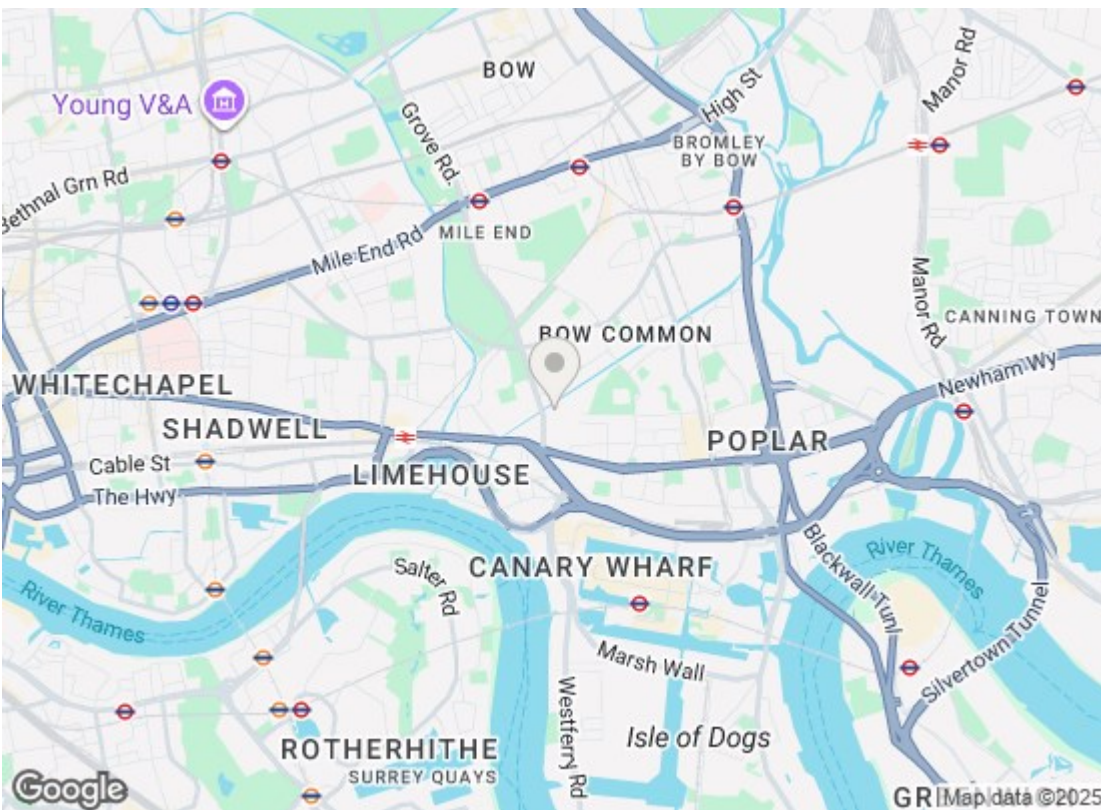 BOW
Young V&A
High St
Manor Rd
Grove Rd.
BROMLEY
BY BOW
Bethnal Grn Rd
MILE END
Mile End Rd
Manor Rd
CANNING TOWN
BOW COMMON
WHITECHAPEL
Newham Wy
SHADWELL
POPLAR
Cable St
LIMEHOUSE
The Hwy
River Thames
Salter Rd
CANARY WHARF
Blackwall Tunl
River Thames
Silvertown Tunnel
Marsh Wall
Westferry Rd
Isle of Dogs
ROTHERHITHE
SURREY QUAYS
Google
Map data ©2025